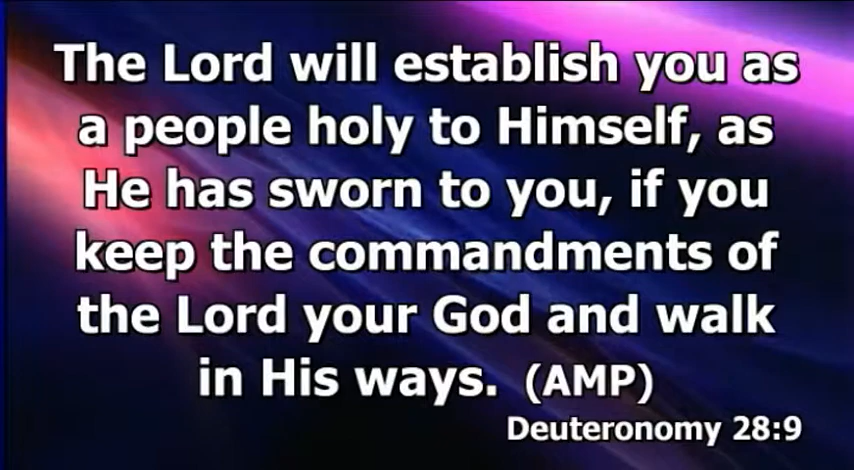 The Lord will establish you as
a people holy to Himself, as
He has sworn to you, if you
keep the commandments of
the Lord your God and walk
in His ways. (AMP)
Deuteronomy 28:9